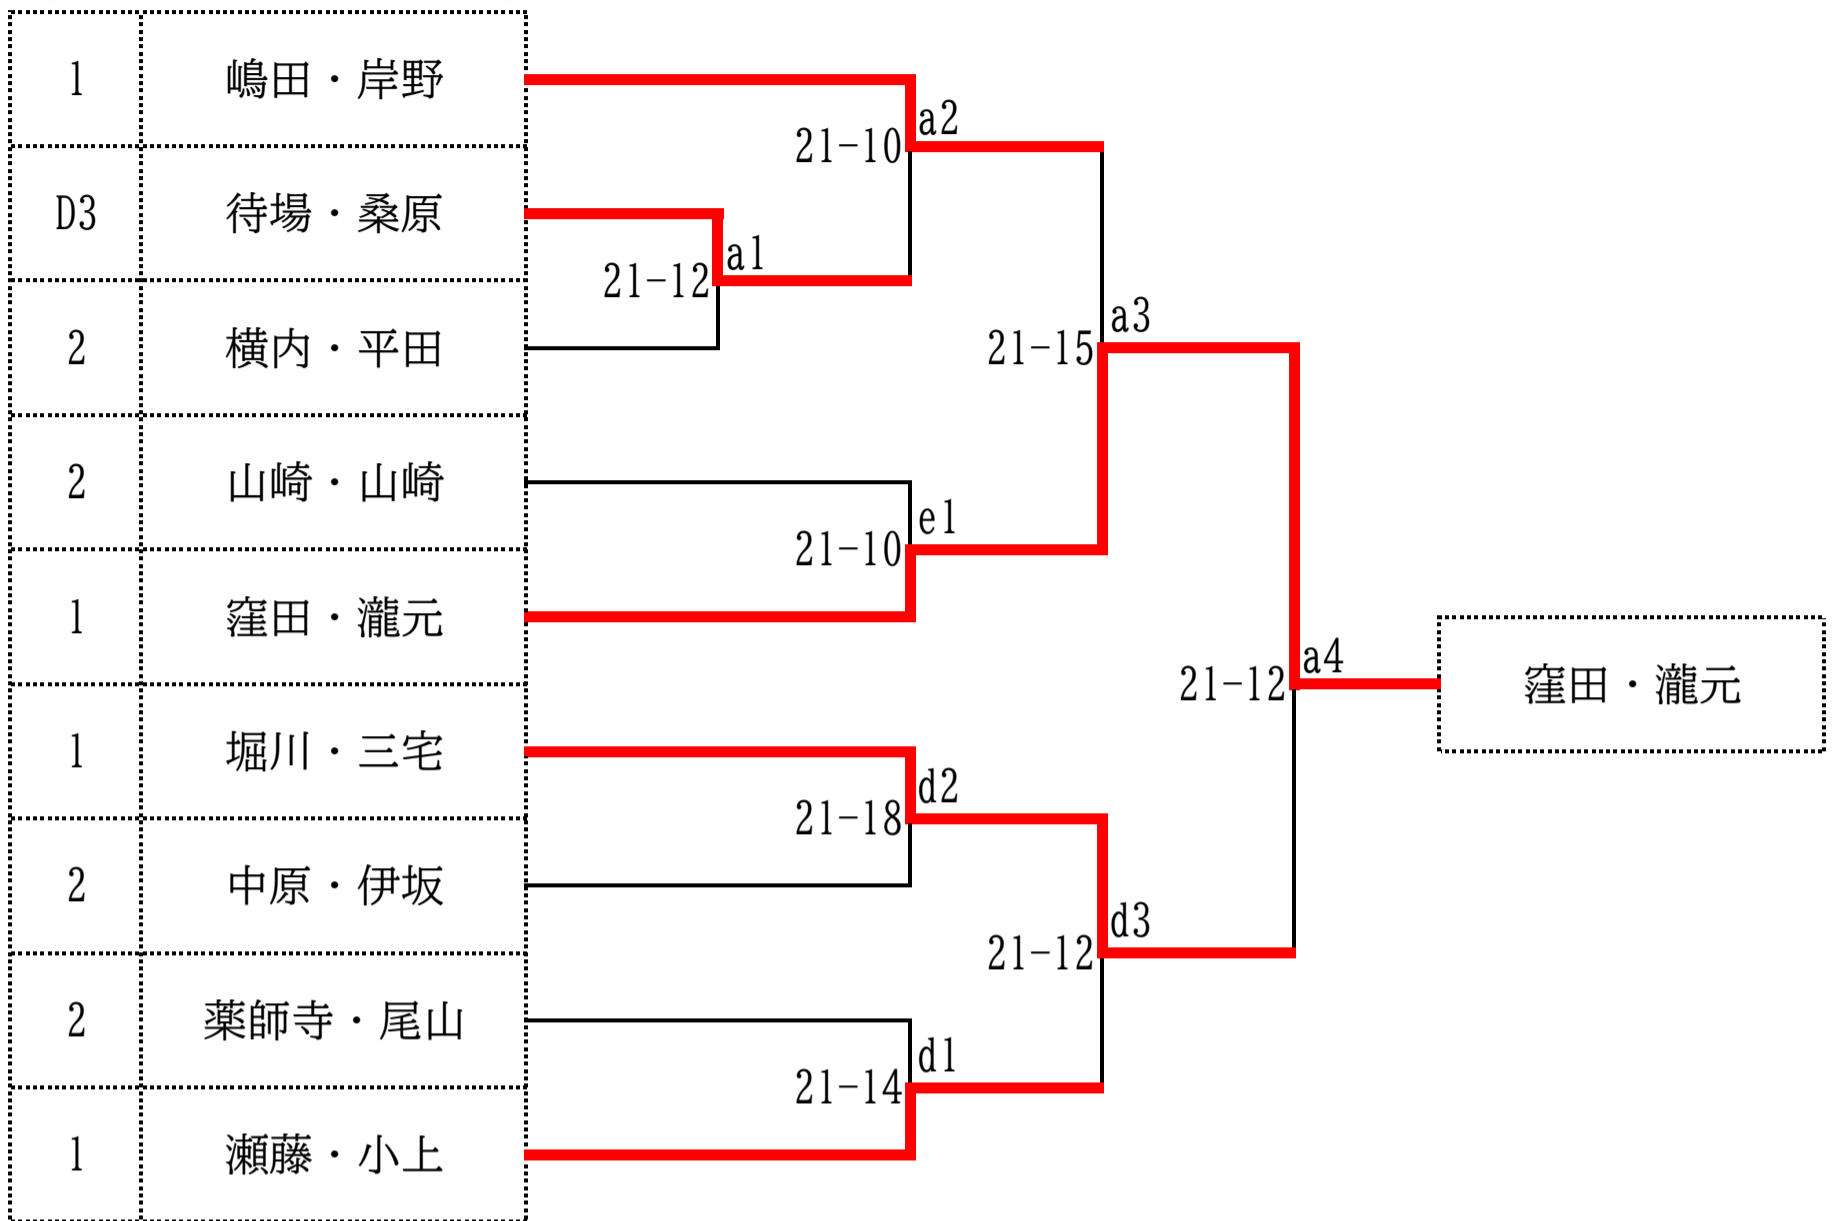 1 嶋田・岸野
a2
21-10
D3 待場・桑原
a1
21-12
2 横内・平田
a3
21-15
2 山崎・山崎
e1
21-10
1 窪田・瀧元
a4
21-12 窪田・瀧元
1 堀川・三宅
d2
21-18
2 中原・伊坂
d3
21-12
2 薬師寺・尾山
d1
21-14
1 瀬藤・小上